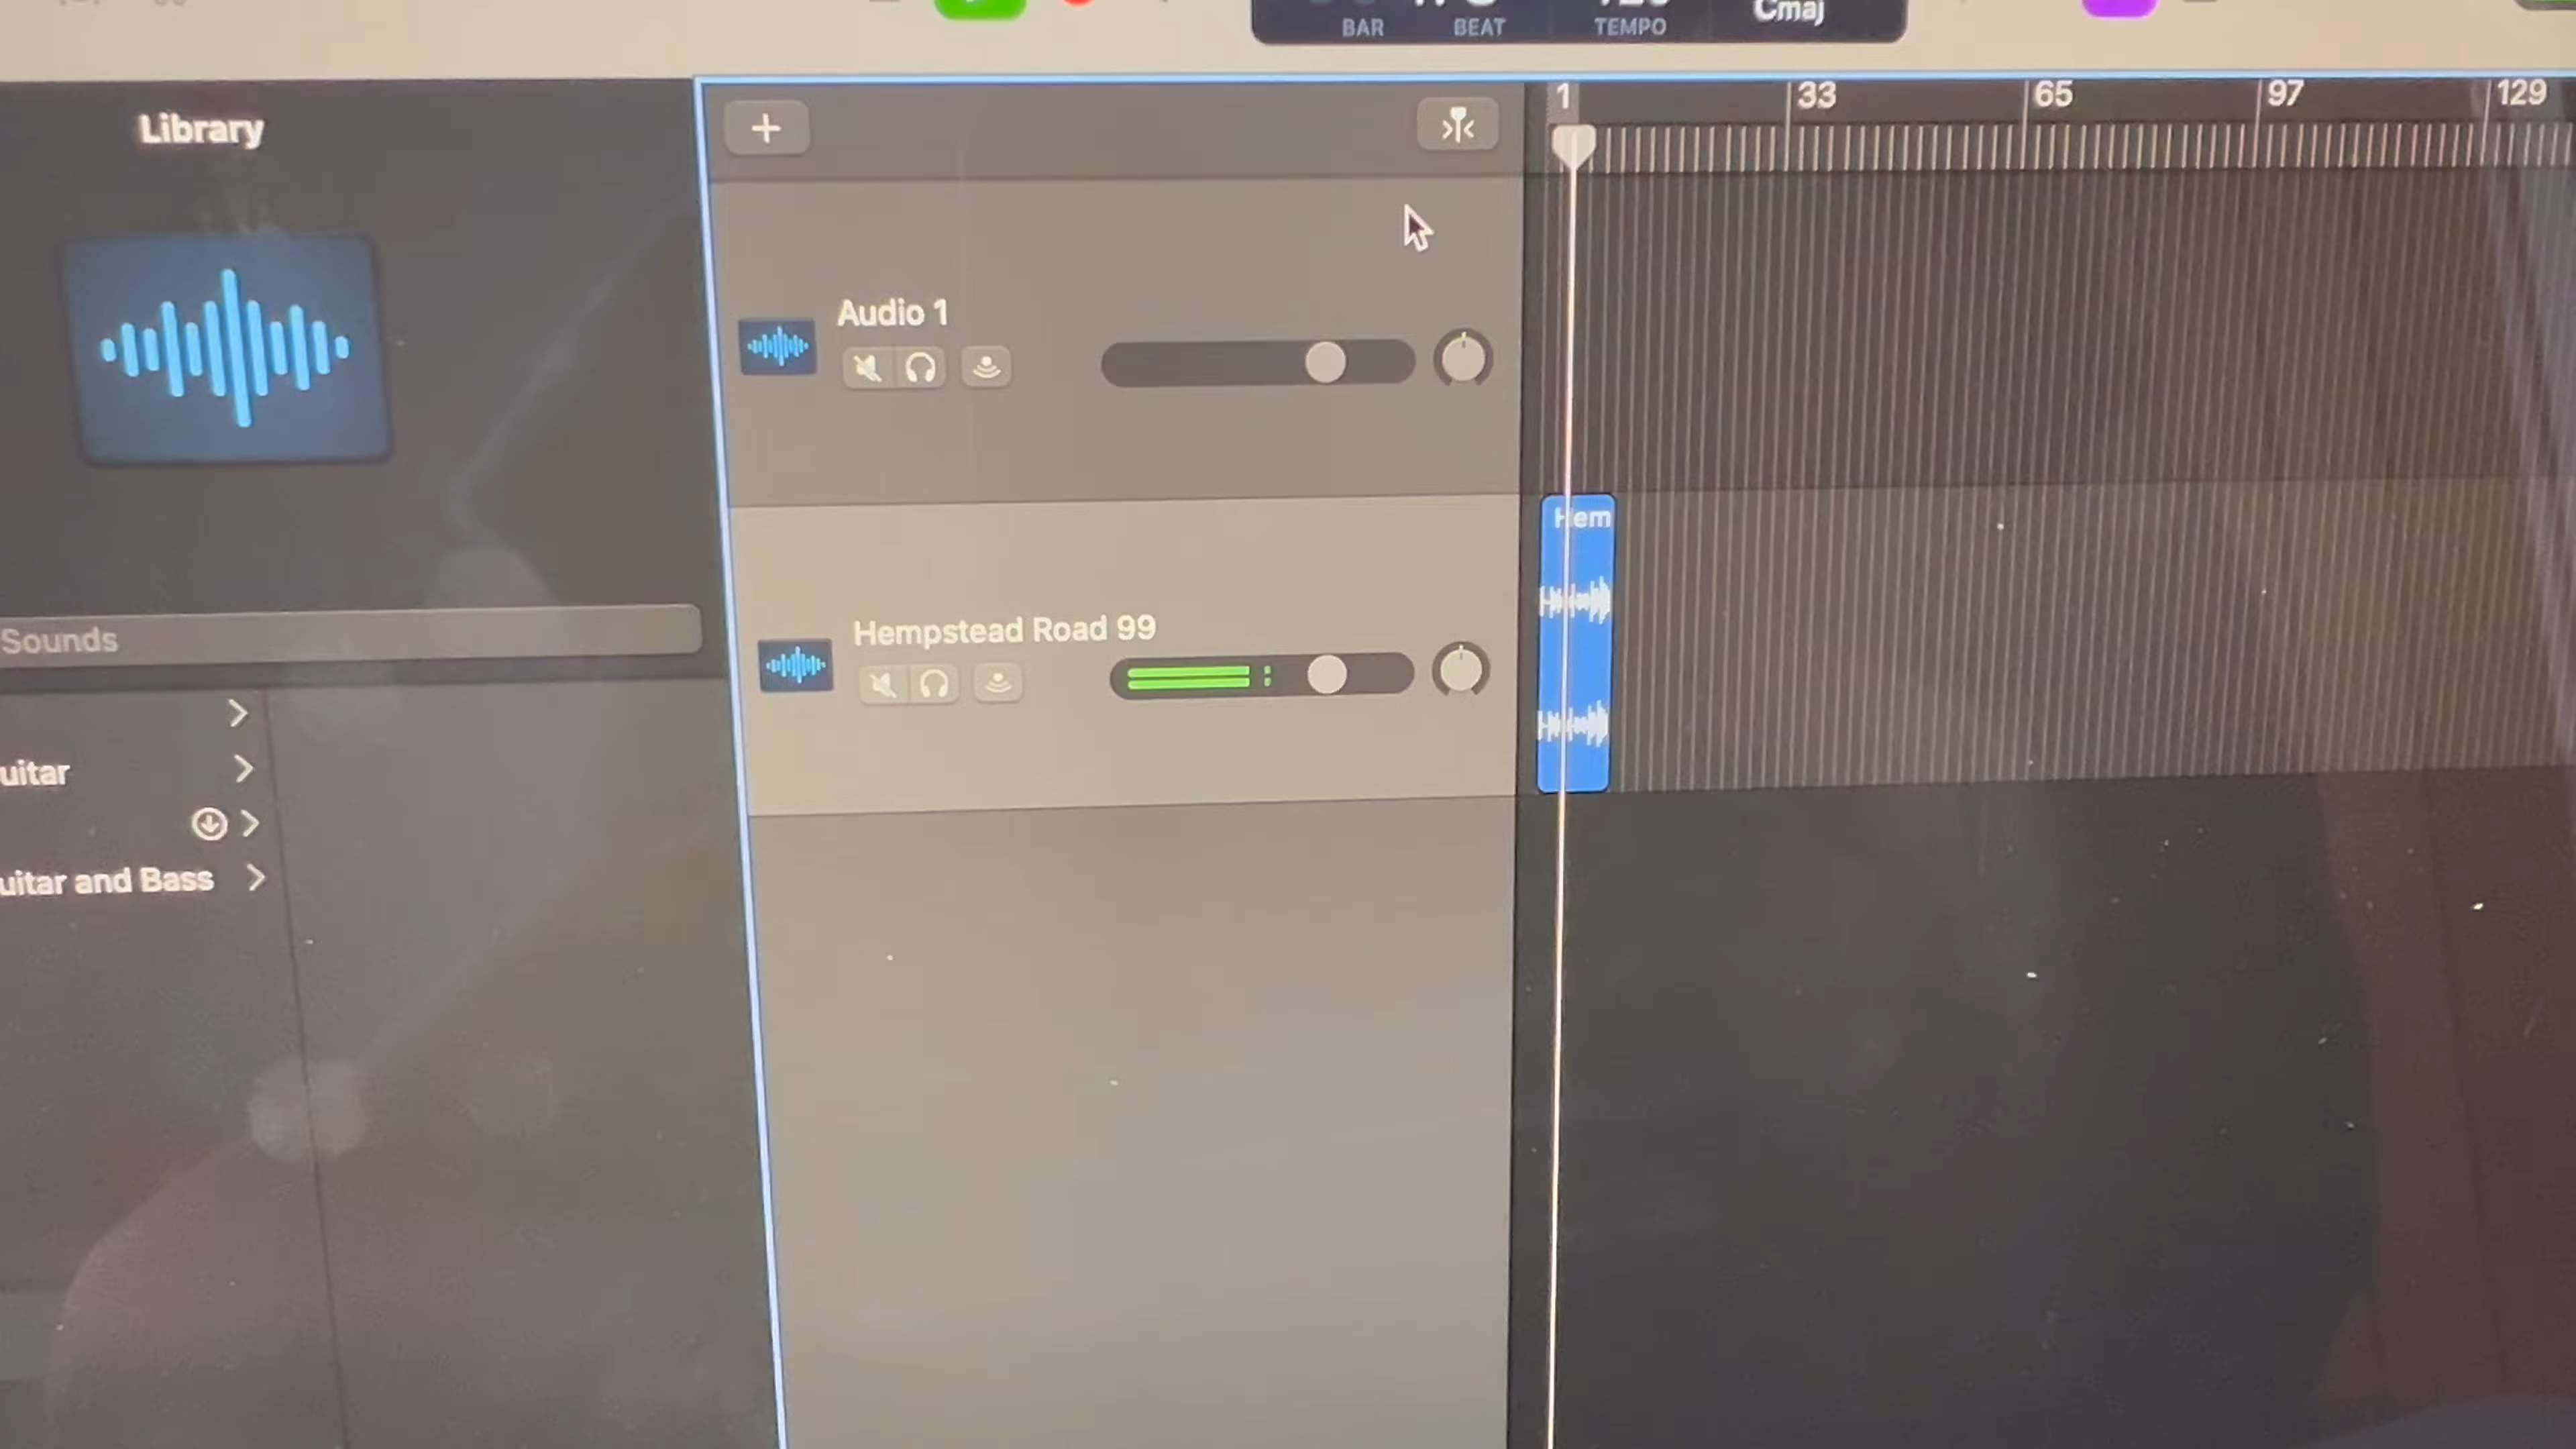 Cmaj
BAR BEAT TEMPO
Library
1 33 65 97 129
Audio 1
Hem
Hempstead Road 99
Sounds
uitar
uitar and Bass